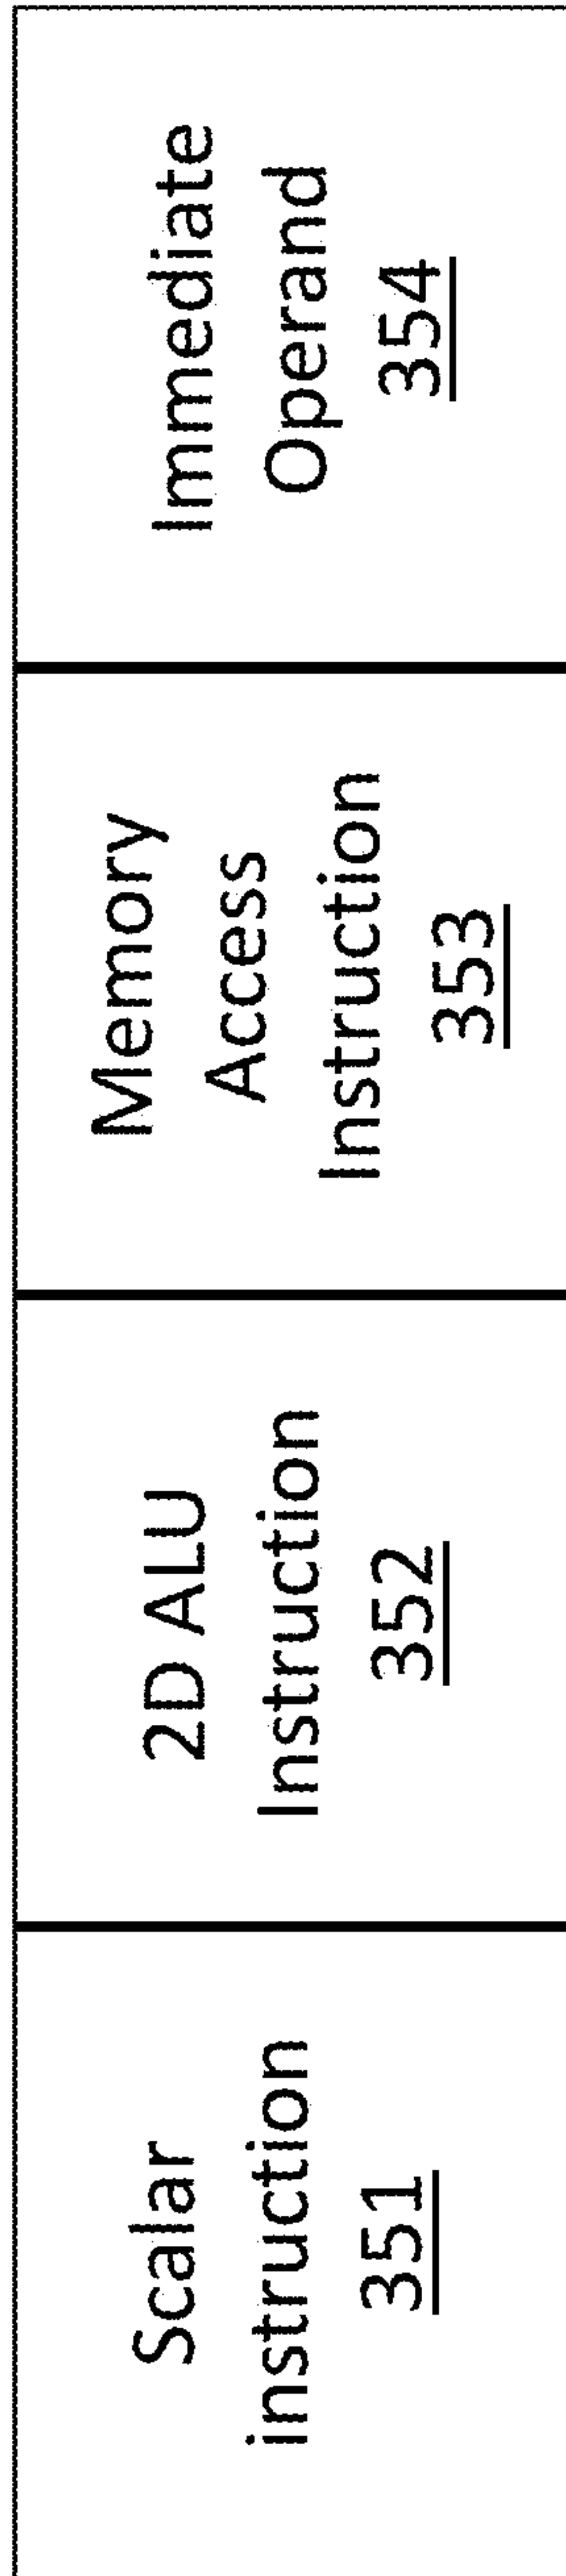 Scalar
instruction
351
2D ALU
Instruction
352
Memory
Access
Instruction
353
Immediate
Operand
354